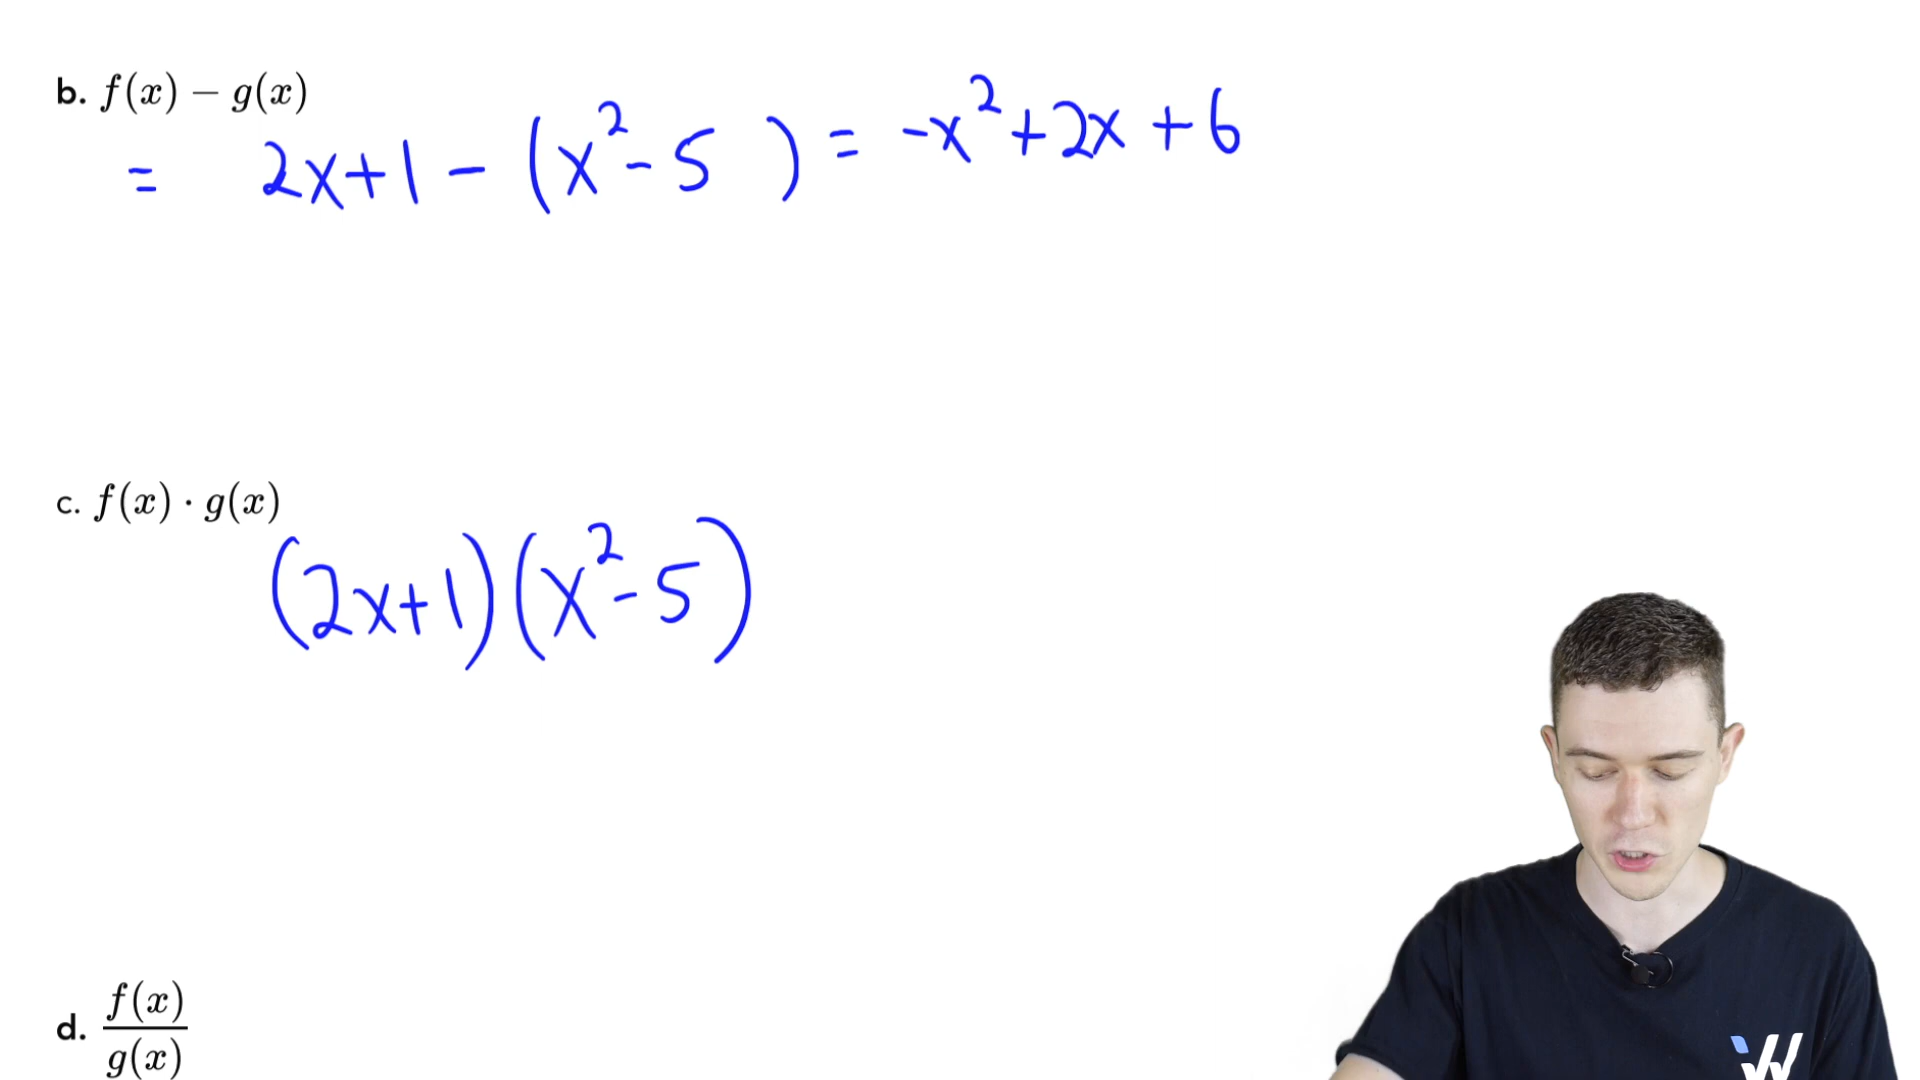 b. f(x) − g(x)
= 2x+1 − (x²-5) = -x²+2x+6
c. f(x) · g(x)
(2x+1)(x²-5)
d. f(x)
g(x)
W